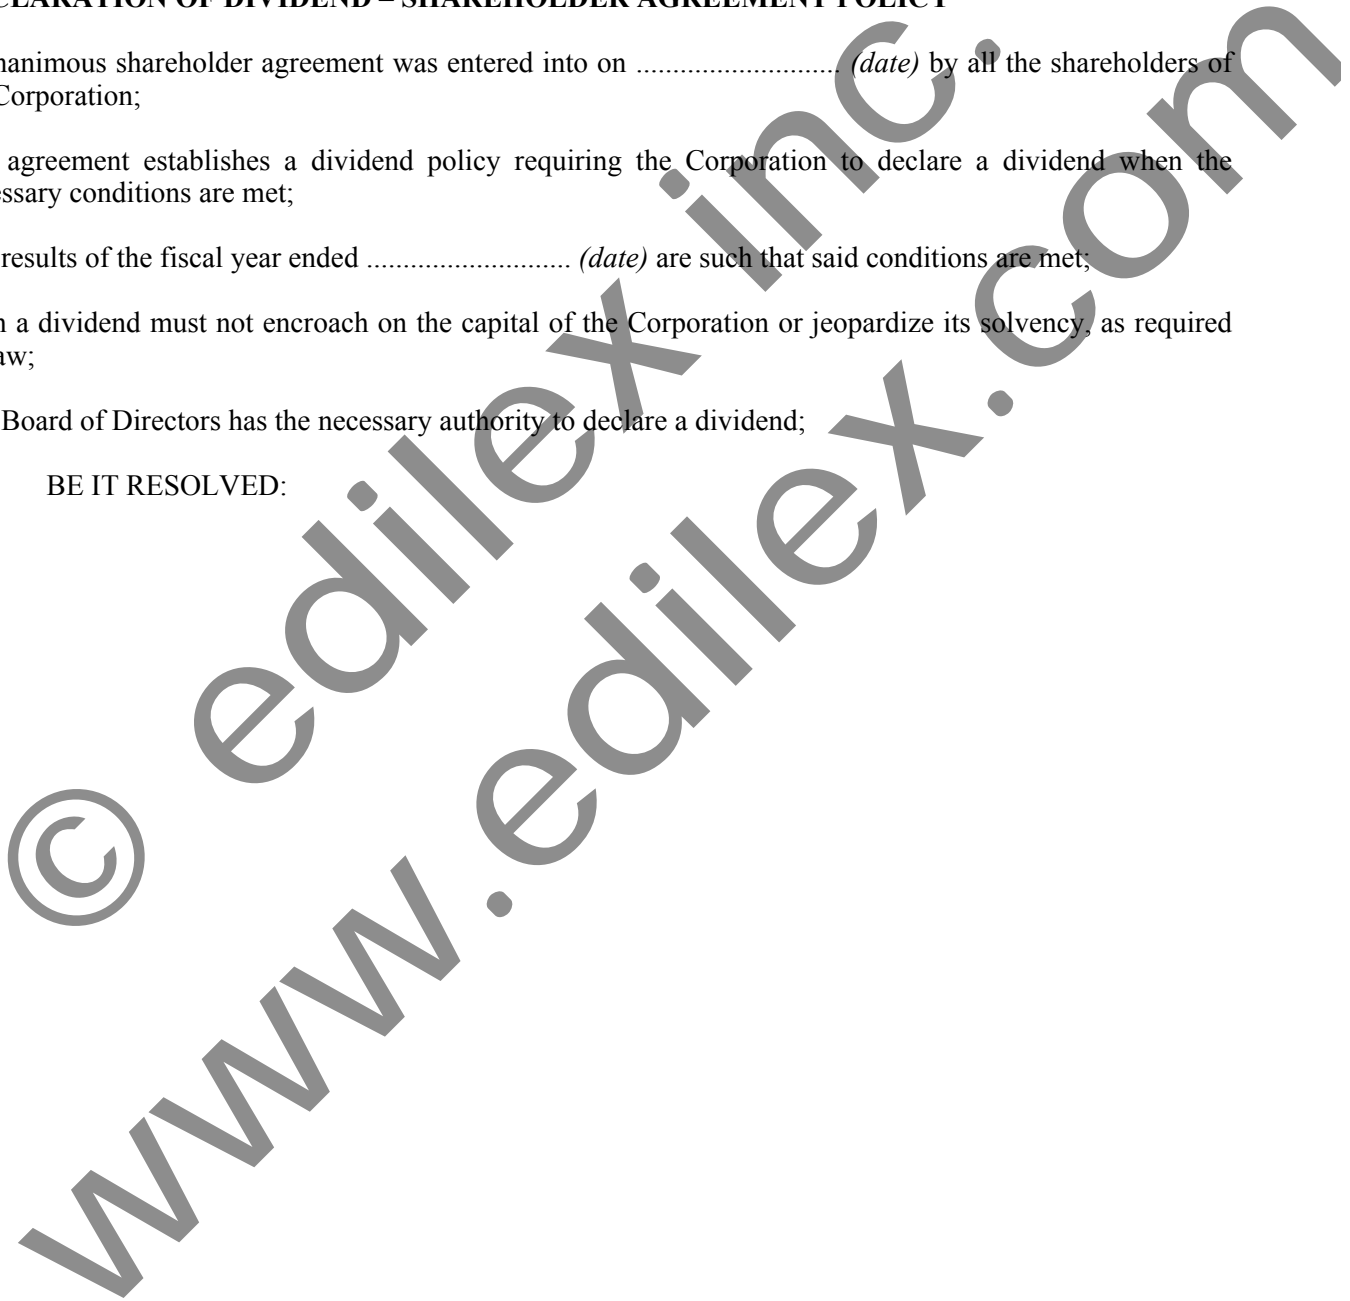 CLARATION OF DIVIDEND – SHAREHOLDER AGREEMENT POLICY
nanimous shareholder agreement was entered into on ............................ (date) by all the shareholders of
Corporation;
agreement establishes a dividend policy requiring the Corporation to declare a dividend when the
essary conditions are met;
results of the fiscal year ended ............................ (date) are such that said conditions are met;
h a dividend must not encroach on the capital of the Corporation or jeopardize its solvency, as required
aw;
Board of Directors has the necessary authority to declare a dividend;
BE IT RESOLVED:
© edilex inc.
www.edilex.com